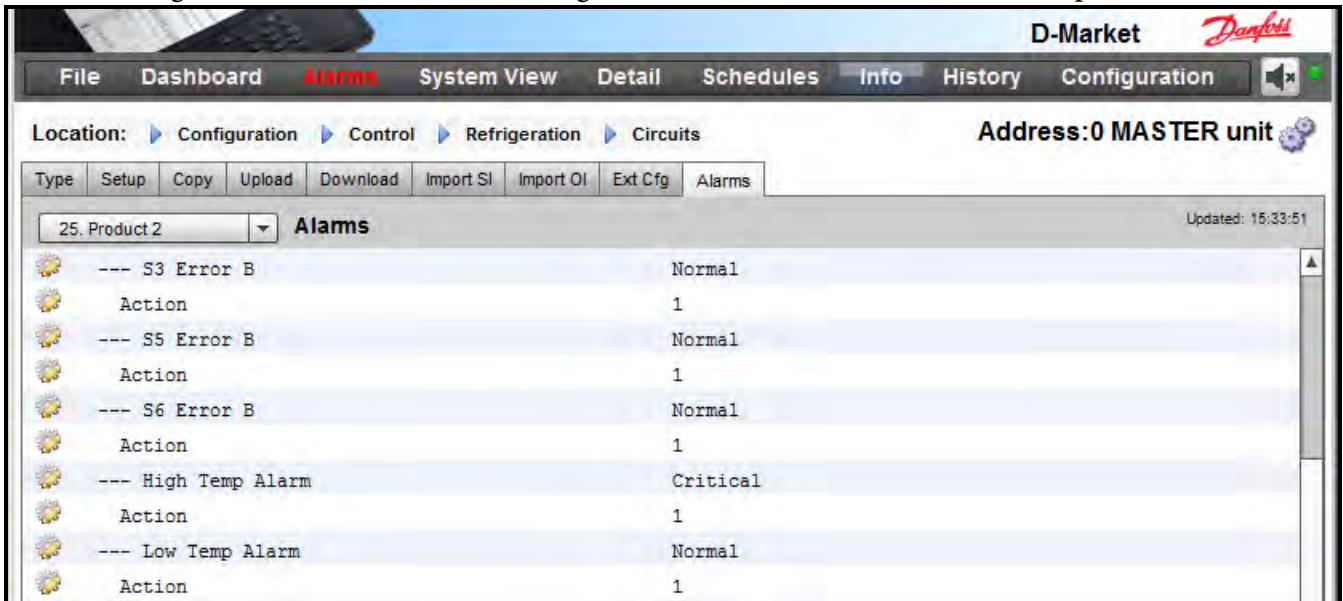 D-Market Danfoss
File Dashboard Alarms System View Detail Schedules Info History Configuration
Location: Configuration Control Refrigeration Circuits Address:0 MASTER unit
Type Setup Copy Upload Download Import SI Import OI Ext Cfg Alarms
25. Product 2 Alarms Updated: 15:33:51
--- S3 Error B Normal
Action 1
--- S5 Error B Normal
Action 1
--- S6 Error B Normal
Action 1
--- High Temp Alarm Critical
Action 1
--- Low Temp Alarm Normal
Action 1